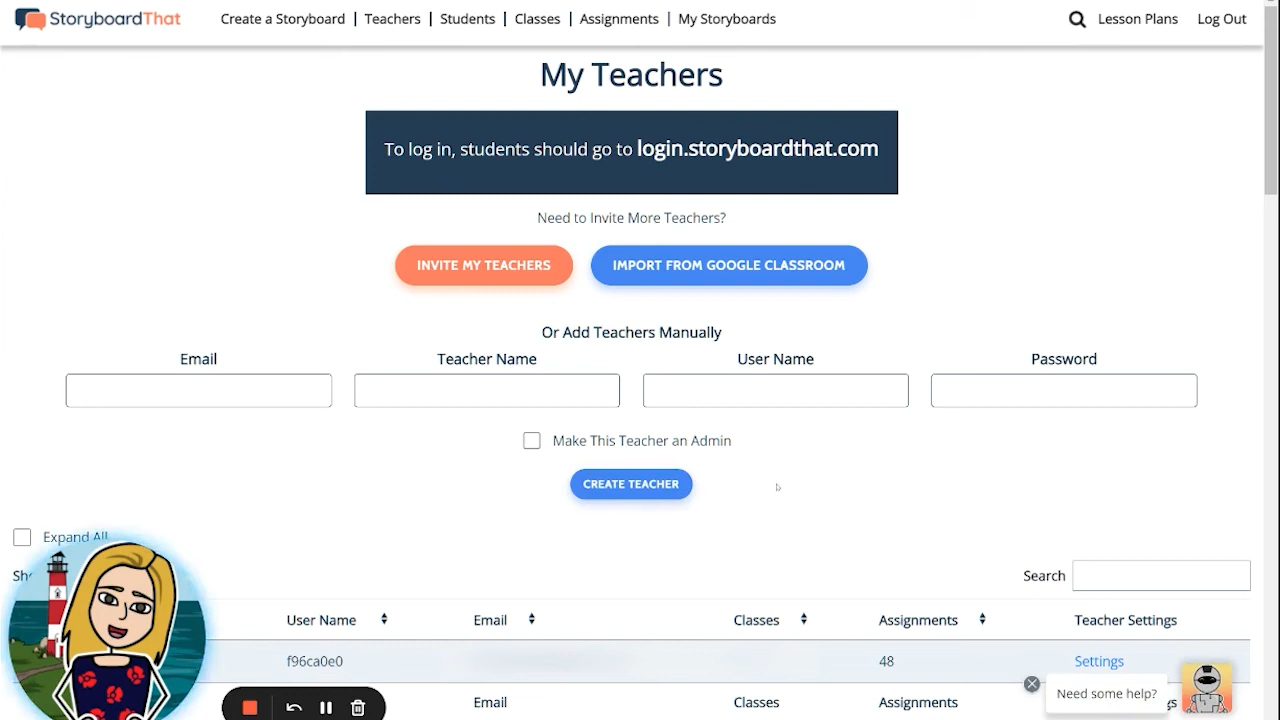 StoryboardThat
Create a Storyboard | Teachers | Students | Classes | Assignments | My Storyboards
Lesson Plans Log Out
My Teachers
To log in, students should go to login.storyboardthat.com
Need to Invite More Teachers?
INVITE MY TEACHERS IMPORT FROM GOOGLE CLASSROOM
Or Add Teachers Manually
Email Teacher Name User Name Password
Make This Teacher an Admin
CREATE TEACHER
Expand All
Search
User Name Email Classes Assignments Teacher Settings
f96ca0e0 48 Settings
Need some help?
Email Assignments